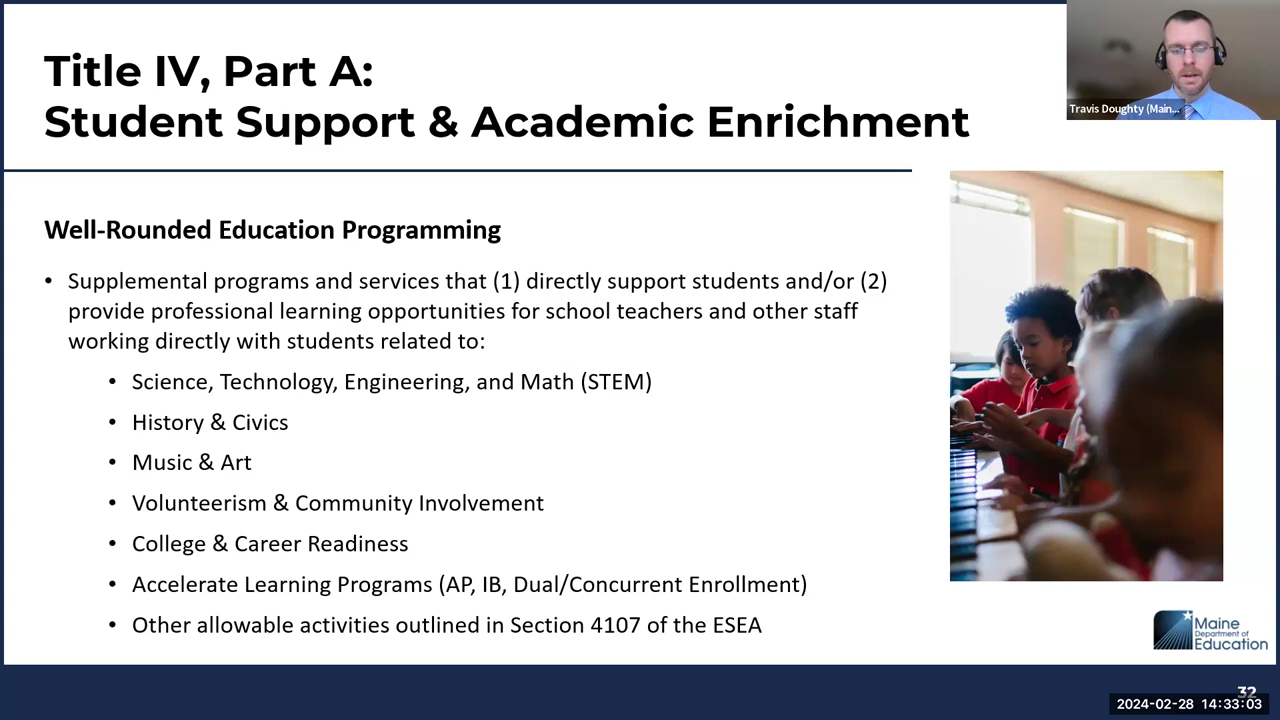 Title IV, Part A:
Student Support & Academic Enrichment
Travis Doughty (Main...
Well-Rounded Education Programming
• Supplemental programs and services that (1) directly support students and/or (2)
provide professional learning opportunities for school teachers and other staff
working directly with students related to:
• Science, Technology, Engineering, and Math (STEM)
• History & Civics
• Music & Art
• Volunteerism & Community Involvement
• College & Career Readiness
• Accelerate Learning Programs (AP, IB, Dual/Concurrent Enrollment)
• Other allowable activities outlined in Section 4107 of the ESEA
Maine
Department of
Education
32
2024-02-28 14:33:03